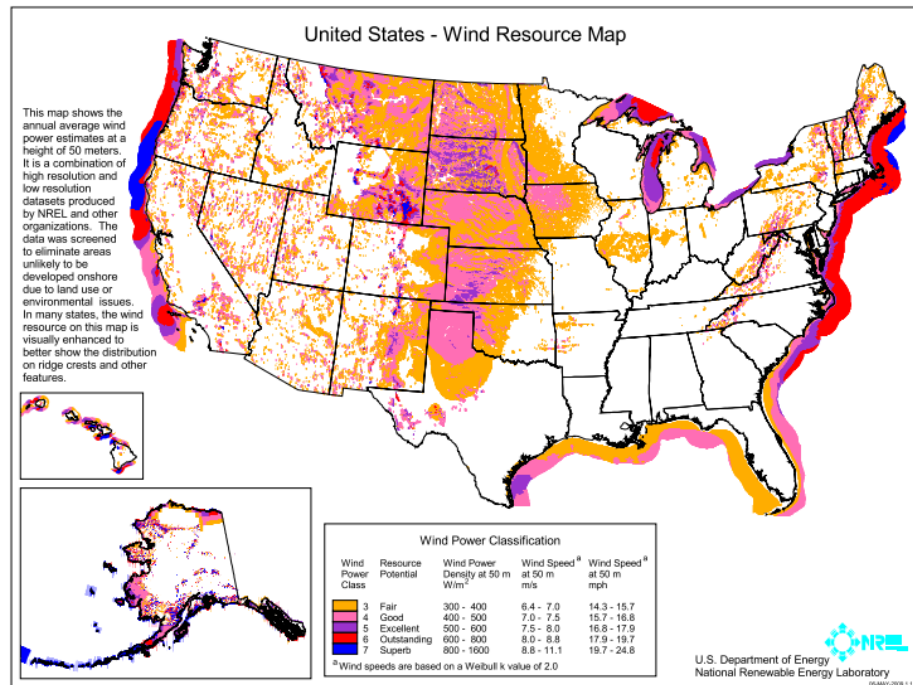 United States - Wind Resource Map
This map shows the
annual average wind
power estimates at a
height of 50 meters.
It is a combination of
high resolution and
low resolution
datasets produced
by NREL and other
organizations. The
data was screened
to eliminate areas
unlikely to be
developed onshore
due to land use or
environmental issues.
In many states, the wind
resource on this map is
visually enhanced to
better show the distribution
on ridge crests and other
features.
Wind Power Classification
Wind Resource Wind Power Wind Speed a Wind Speed a
Power Potential Density at 50 m at 50 m at 50 m
Class W/m2 m/s mph
3 Fair 300 - 400 6.4 - 7.0 14.3 - 15.7
4 Good 400 - 500 7.0 - 7.5 15.7 - 16.8
5 Excellent 500 - 600 7.5 - 8.0 16.8 - 17.9
6 Outstanding 600 - 800 8.0 - 8.8 17.9 - 19.7
7 Superb 800 - 1600 8.8 - 11.1 19.7 - 24.8
a Wind speeds are based on a Weibull k value of 2.0
NREL
U.S. Department of Energy
National Renewable Energy Laboratory